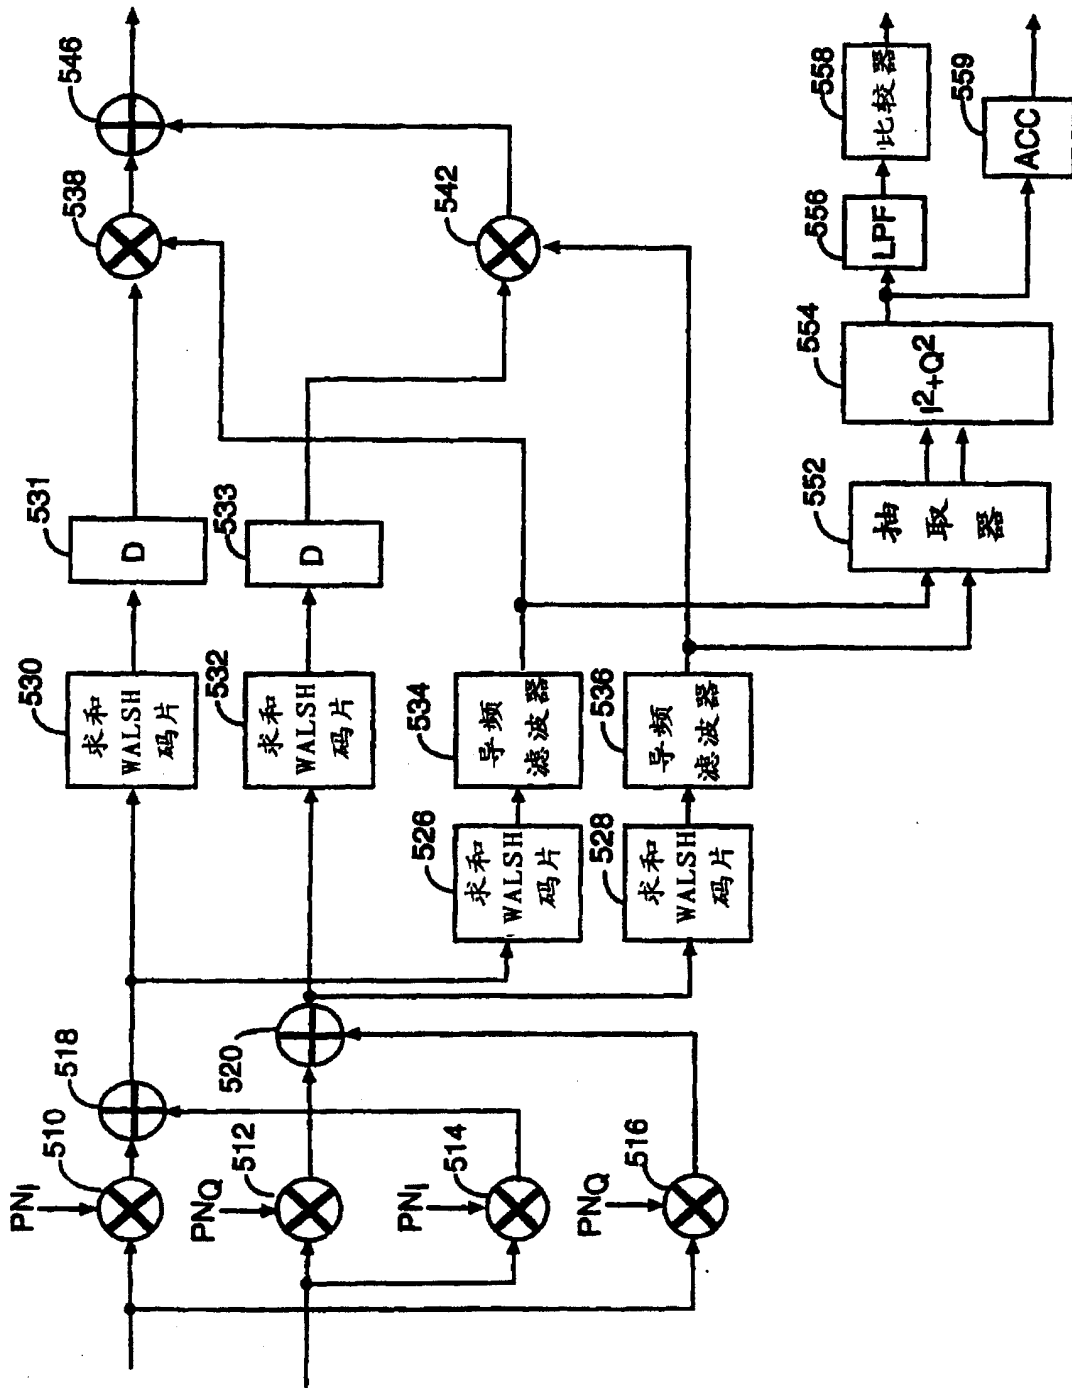 PNI
510
518
PNQ
512
520
PNI
514
PNQ
516
530
求和
WALSH
码片
532
求和
WALSH
码片
526
求和
WALSH
码片
528
求和
WALSH
码片
534
导频
滤波器
536
导频
滤波器
531
D
533
D
538
546
542
552
抽
取
器
554
I²+Q²
556
LPF
558
比较器
559
ACC